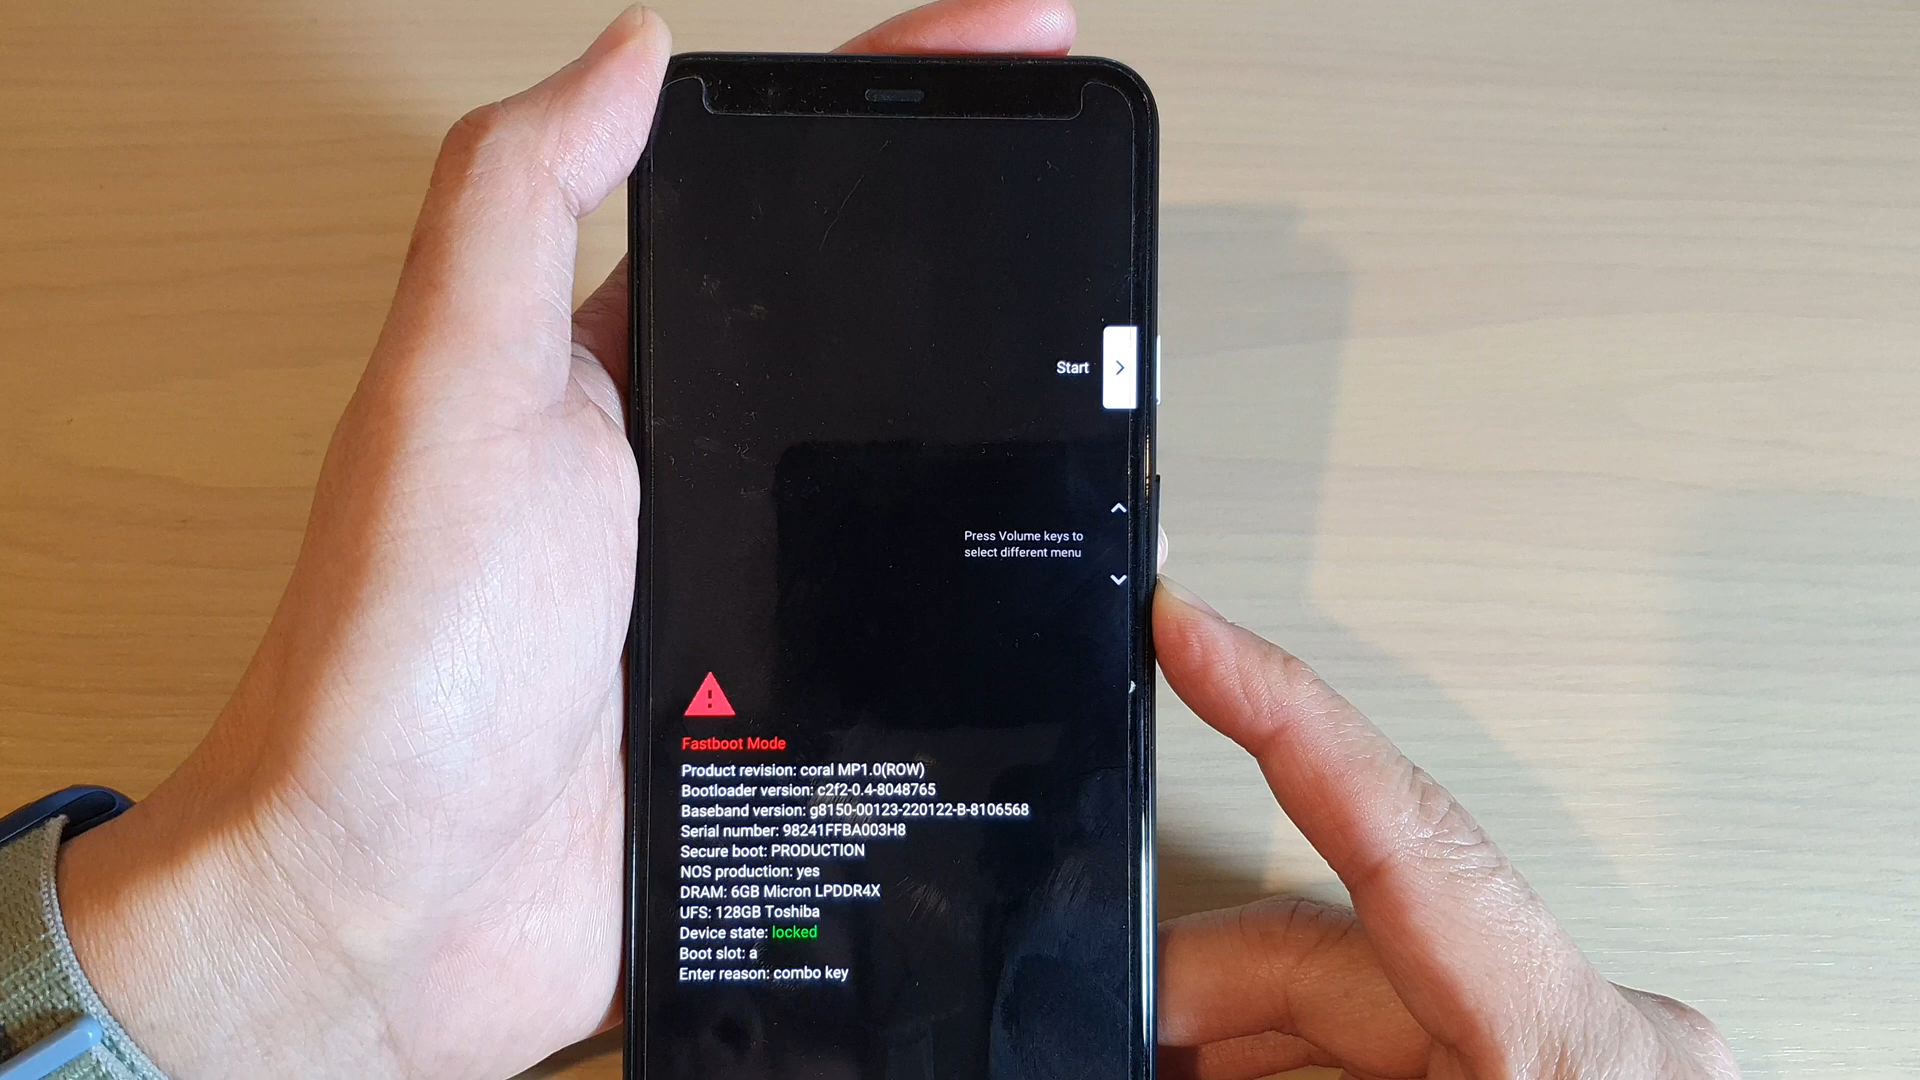 Start
Press Volume keys to
select different menu
Fastboot Mode
Product revision: coral MP1.0(ROW)
Bootloader version: c2f2-0.4-8048765
Baseband version: g8150-00123-220122-B-8106568
Serial number: 98241FFBA003H8
Secure boot: PRODUCTION
NOS production: yes
DRAM: 6GB Micron LPDDR4X
UFS: 128GB Toshiba
Device state: locked
Boot slot: a
Enter reason: combo key